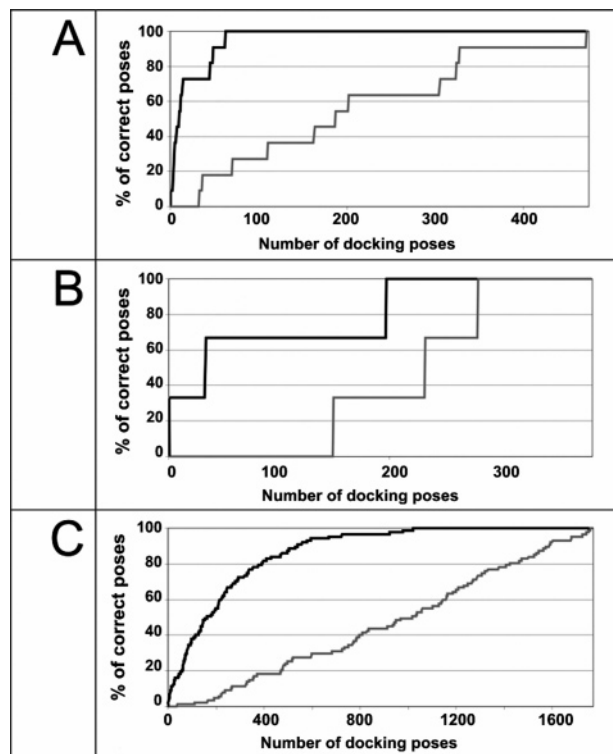 A
% of correct poses
100
80
60
40
20
0
0 100 200 300 400
Number of docking poses
B
% of correct poses
100
80
60
40
20
0
0 100 200 300
Number of docking poses
C
% of correct poses
100
80
60
40
20
0
0 400 800 1200 1600
Number of docking poses